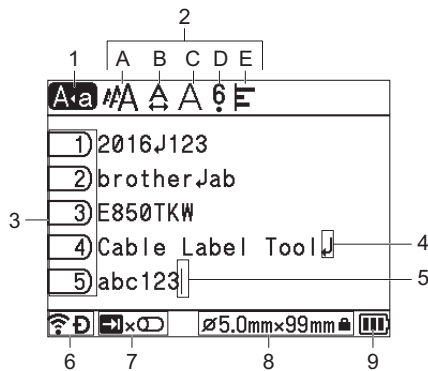 2
1 A B C D E
A a A A A 6
1 2016↲123
2 brother↲ab
3 E850TKW
4 Cable Label Tool↲
5 abc123
3
4
5
Ð × ø5.0mm×99mm
6 7 8 9